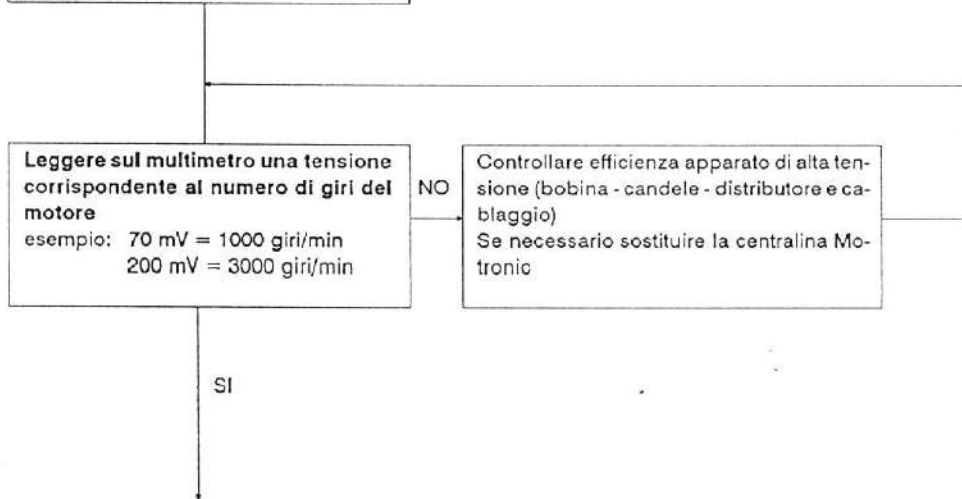 Leggere sul multimetro una tensione
corrispondente al numero di giri del
motore
esempio: 70 mV = 1000 giri/min
200 mV = 3000 giri/min
NO
Controllare efficienza apparato di alta ten-
sione (bobina - candele - distributore e ca-
blaggio)
Se necessario sostituire la centralina Mo-
tronic
SI